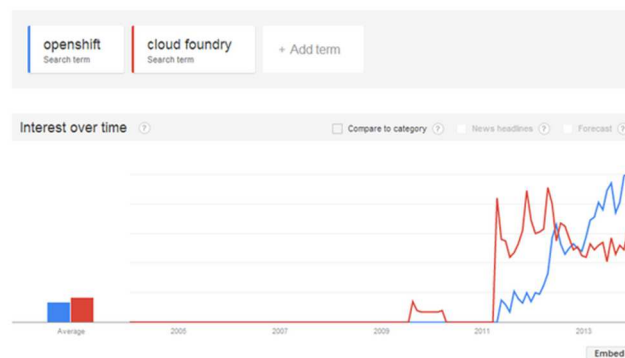 openshift
Search term
cloud foundry
Search term
+ Add term
Interest over time ?
Compare to category ?
News headlines ?
Forecast ?
Average
2005
2007
2009
2011
2013
Embed